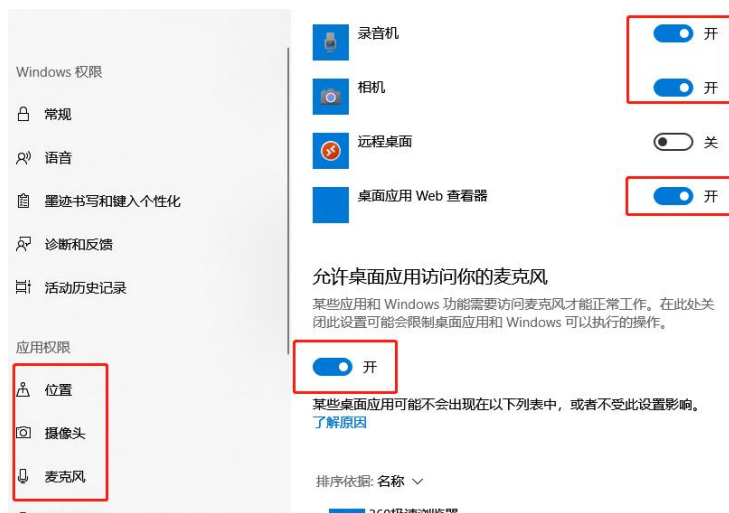 Windows 权限
常规
语音
墨迹书写和键入个性化
诊断和反馈
活动历史记录
应用权限
位置
摄像头
麦克风
录音机 开
相机 开
远程桌面 关
桌面应用 Web 查看器 开
允许桌面应用访问你的麦克风
某些应用和 Windows 功能需要访问麦克风才能正常工作。在此处关
闭此设置可能会限制桌面应用和 Windows 可以执行的操作。
开
某些桌面应用可能不会出现在以下列表中，或者不受此设置影响。
了解原因
排序依据: 名称
360极速浏览器